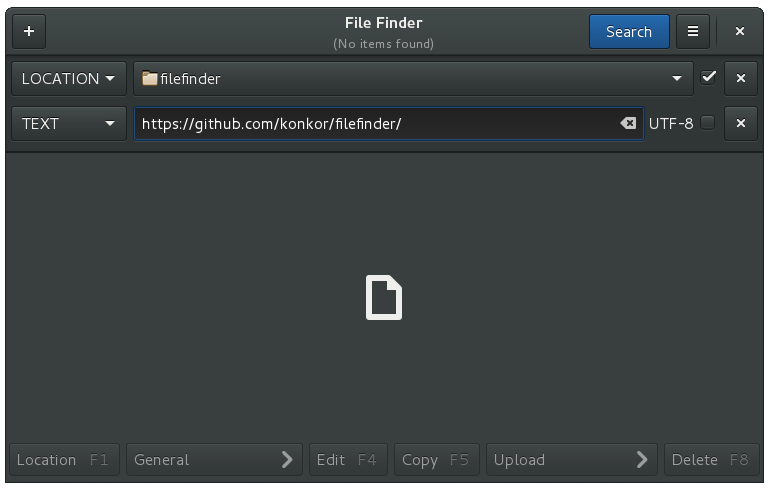 File Finder
(No items found)
Search
LOCATION
filefinder
TEXT
https://github.com/konkor/filefinder/
UTF-8
Location F1
General
Edit F4
Copy F5
Upload
Delete F8